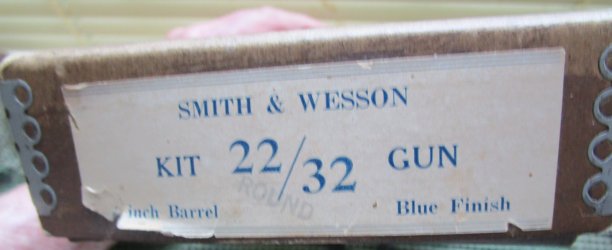 SMITH & WESSON
KIT 22/32 GUN
ROUND
inch Barrel Blue Finish